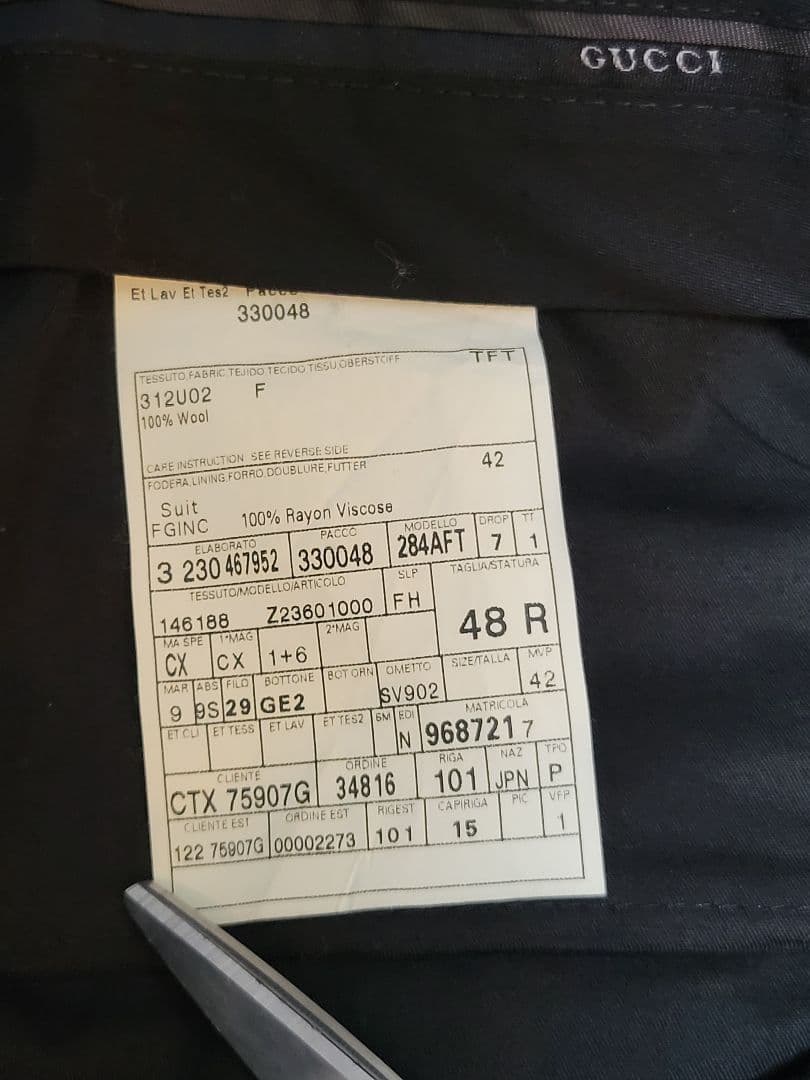 GUCCI
Et Lav Et Tes2 Pacco
330048
TESSUTO,FABRIC,TEJIDO,TECIDO,TISSU,OBERSTOFF TFT
312U02 F
100% Wool
CARE INSTRUCTION SEE REVERSE SIDE
FODERA,LINING,FORRO,DOUBLURE,FUTTER 42
Suit
FGINC 100% Rayon Viscose
ELABORATO PACCO MODELLO DROP TT
3 230 467952 330048 284AFT 7 1
TESSUTO/MODELLO/ARTICOLO SLP TAGLIA/STATURA
146188 Z23601000 FH 48 R
MA SPE 1°MAG 2°MAG
CX CX 1+6
MAR ABS FILO BOTTONE BOT ORN OMETTO SIZE/TALLA MVP
9 9S 29 GE2 SV902 42
ET CLI ET TESS ET LAV ET TES2 6M EDI MATRICOLA
N 968721 7
CLIENTE ORDINE RIGA NAZ TPO
CTX 75907G 34816 101 JPN P
CLIENTE EST ORDINE EST RIGEST CAPIRIGA PIC VFP
122 75907G 00002273 101 15 1